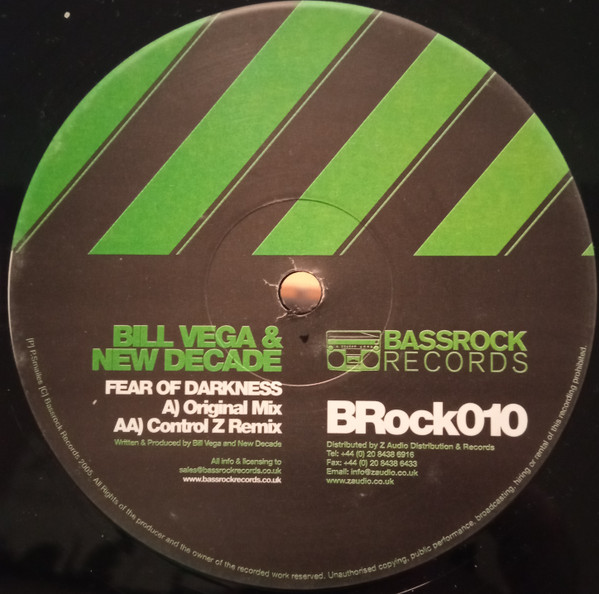 BILL VEGA &
NEW DECADE
FEAR OF DARKNESS
A) Original Mix
AA) Control Z Remix
Written & Produced by Bill Vega and New Decade
All info & licensing to
sales@bassrockrecords.co.uk
www.bassrockrecords.co.uk
BASSROCK
RECORDS
BRock010
Distributed by Z Audio Distribution & Records
Tel: +44 (0) 20 8438 6916
Fax: +44 (0) 20 8438 6433
Email: info@zaudio.co.uk
www.zaudio.co.uk
[P] P.Smailes [C] Bassrock Records All Rights of the producer and the owner of the recorded work reserved. Unauthorised copying, public performance, broadcasting, hiring or rental of this recording prohibited.